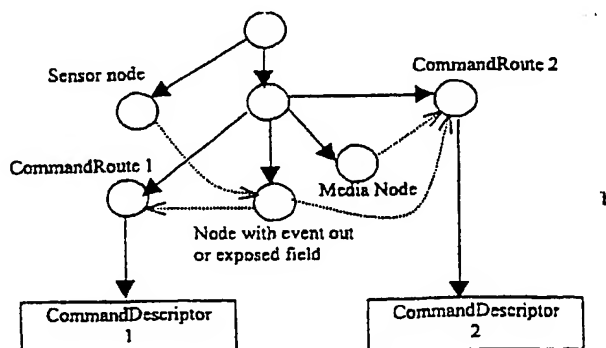 Sensor node
CommandRoute 2
CommandRoute 1
Media Node
Node with event out
or exposed field
CommandDescriptor
1
CommandDescriptor
2